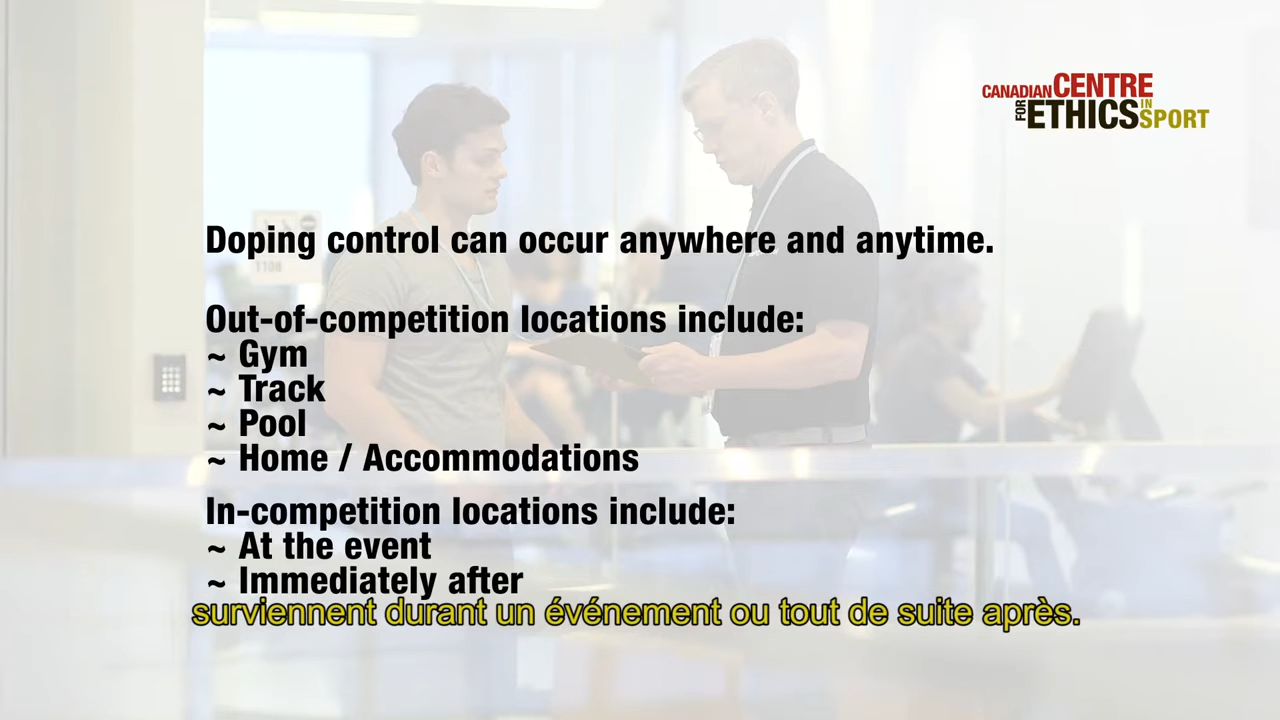 CANADIAN CENTRE
FOR ETHICS IN SPORT
Doping control can occur anywhere and anytime.
1108
Out-of-competition locations include:
~ Gym
~ Track
~ Pool
~ Home / Accommodations
In-competition locations include:
~ At the event
~ Immediately after
surviennent durant un événement ou tout de suite après.